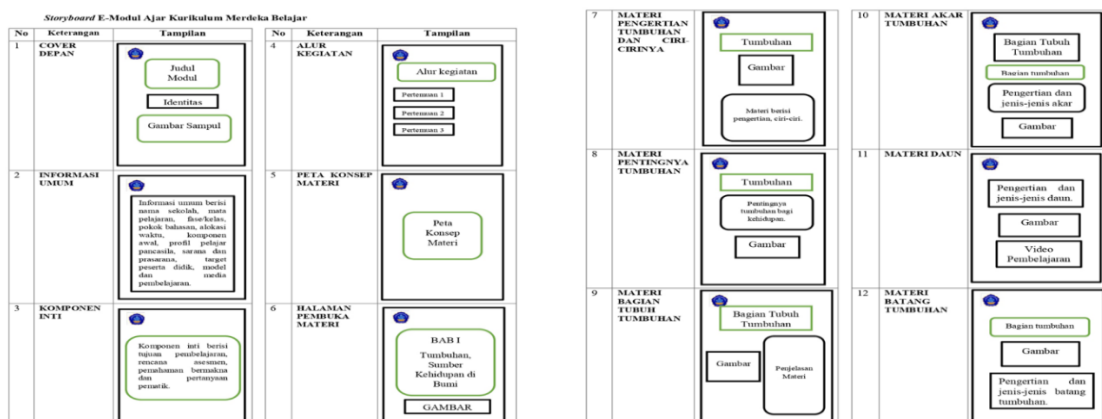 Storyboard E-Modul Ajar Kurikulum Merdeka Belajar
No Keterangan Tampilan
1 COVER
DEPAN
Judul
Modul
Identitas
Gambar Sampul
2 INFORMASI
UMUM
Informasi umum berisi
nama sekolah, mata
pelajaran, fase/kelas,
pokok bahasan, alokasi
waktu, komponen
awal, profil pelajar
pancasila, sarana dan
prasarana, target
peserta didik, model
dan media
pembelajaran.
3 KOMPONEN
INTI
Komponen inti berisi
tujuan pembelajaran,
rencana asesmen,
pemahaman bermakna
dan pertanyaan
pematik.
No Keterangan Tampilan
4 ALUR
KEGIATAN
Alur kegiatan
Pertemuan 1
Pertemuan 2
Pertemuan 3
5 PETA KONSEP
MATERI
Peta
Konsep
Materi
6 HALAMAN
PEMBUKA
MATERI
BAB I
Tumbuhan,
Sumber
Kehidupan di
Bumi
GAMBAR
7 MATERI
PENGERTIAN
TUMBUHAN
DAN CIRI-
CIRINYA
Tumbuhan
Gambar
Materi berisi
pengertian, ciri-ciri.
8 MATERI
PENTINGNYA
TUMBUHAN
Tumbuhan
Pentingnya
tumbuhan bagi
kehidupan.
Gambar
9 MATERI
BAGIAN
TUBUH
TUMBUHAN
Bagian Tubuh
Tumbuhan
Gambar
Penjelasan
Materi
10 MATERI AKAR
TUMBUHAN
Bagian Tubuh
Tumbuhan
Bagian tumbuhan
Pengertian dan
jenis-jenis akar
Gambar
11 MATERI DAUN
Pengertian dan
jenis-jenis daun.
Gambar
Video
Pembelajaran
12 MATERI
BATANG
TUMBUHAN
Bagian tumbuhan
Gambar
Pengertian dan
jenis-jenis batang
tumbuhan.